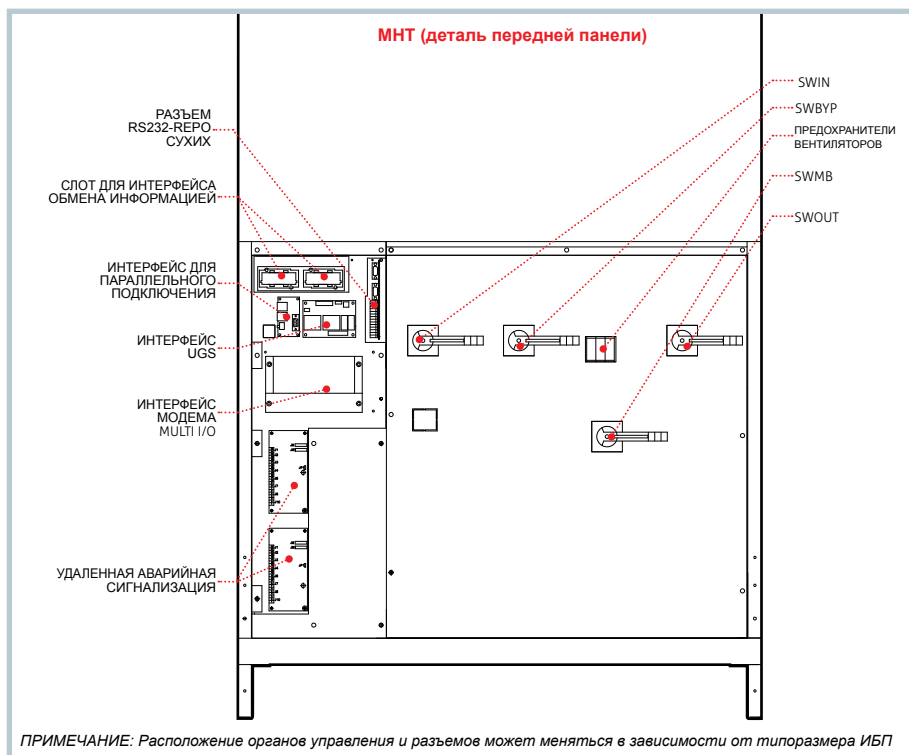 МНТ (деталь передней панели)
РАЗЪЕМ
RS232-REPO
СУХИХ
СЛОТ ДЛЯ ИНТЕРФЕЙСА
ОБМЕНА ИНФОРМАЦИЕЙ
ИНТЕРФЕЙС ДЛЯ
ПАРАЛЛЕЛЬНОГО
ПОДКЛЮЧЕНИЯ
ИНТЕРФЕЙС
UGS
ИНТЕРФЕЙС
МОДЕМА
MULTI I/O
УДАЛЕННАЯ АВАРИЙНАЯ
СИГНАЛИЗАЦИЯ
SWIN
SWBYP
ПРЕДОХРАНИТЕЛИ
ВЕНТИЛЯТОРОВ
SWMB
SWOUT
ПРИМЕЧАНИЕ: Расположение органов управления и разъемов может меняться в зависимости от типоразмера ИБП